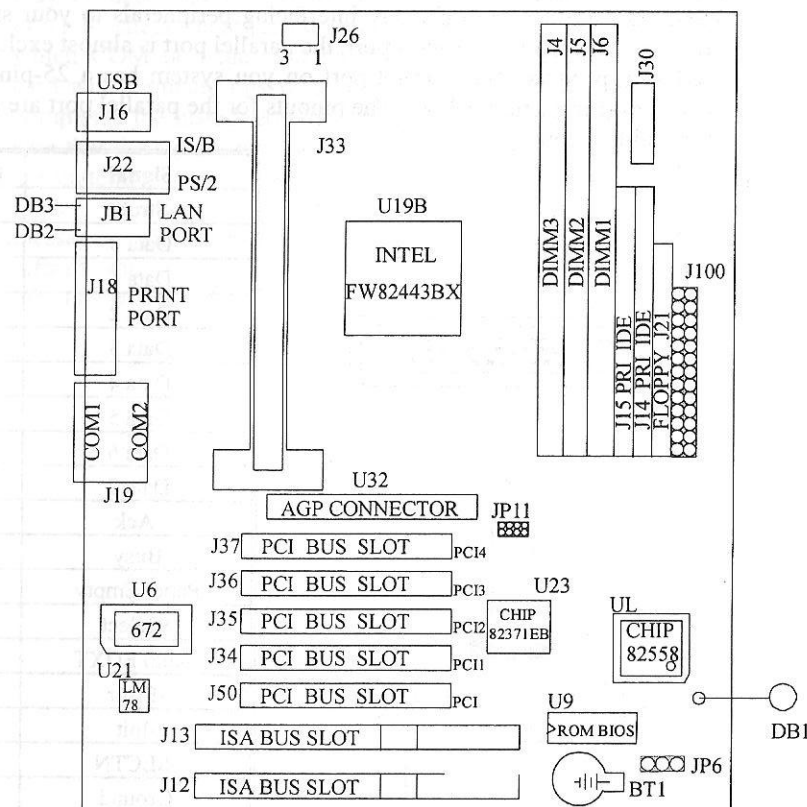 J26
3 1
J4
J5
J6
J30
USB
J16
J33
IS/B
J22
PS/2
DB3
JB1
LAN
DB2
PORT
U19B
INTEL
FW82443BX
DIMM3
DIMM2
DIMM1
J100
J18
PRINT
PORT
J15 PRI IDE
J14 PRI IDE
FLOPPY J21
COM1
COM2
J19
U32
AGP CONNECTOR
JP11
J37 PCI BUS SLOT PCI4
J36 PCI BUS SLOT PCI3
U6
672
J35 PCI BUS SLOT PCI2
U23
CHIP
82371EB
UL
CHIP
82558
J34 PCI BUS SLOT PCI1
U21
LM
78
J50 PCI BUS SLOT PCI
U9
ROM BIOS
DB1
J13 ISA BUS SLOT
JP6
J12 ISA BUS SLOT
BT1